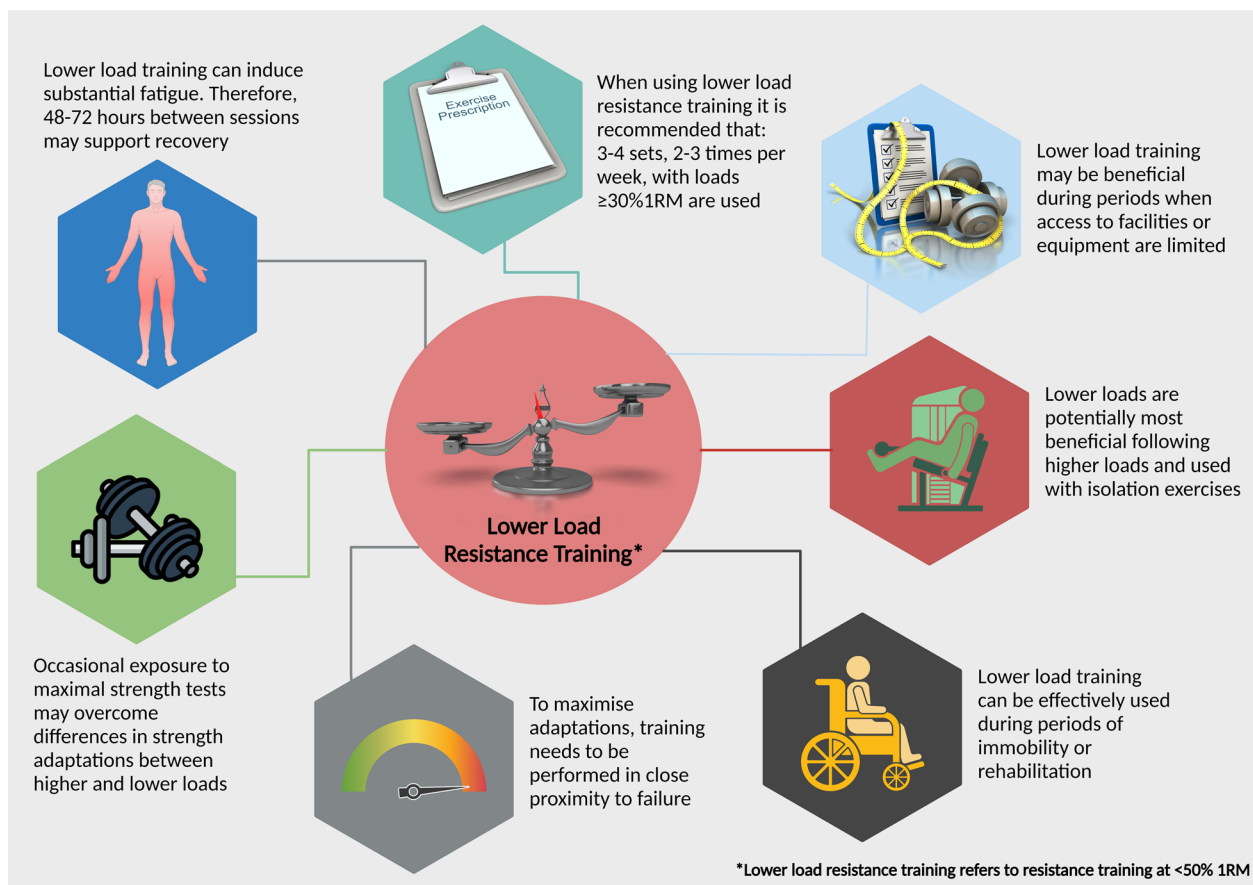 Lower load training can induce
substantial fatigue. Therefore,
48-72 hours between sessions
may support recovery
Exercise
Prescription
When using lower load
resistance training it is
recommended that:
3-4 sets, 2-3 times per
week, with loads
≥30%1RM are used
Lower load training
may be beneficial
during periods when
access to facilities or
equipment are limited
Lower loads are
potentially most
beneficial following
higher loads and used
with isolation exercises
Lower Load
Resistance Training*
Occasional exposure to
maximal strength tests
may overcome
differences in strength
adaptations between
higher and lower loads
To maximise
adaptations, training
needs to be
performed in close
proximity to failure
Lower load training
can be effectively used
during periods of
immobility or
rehabilitation
*Lower load resistance training refers to resistance training at <50% 1RM